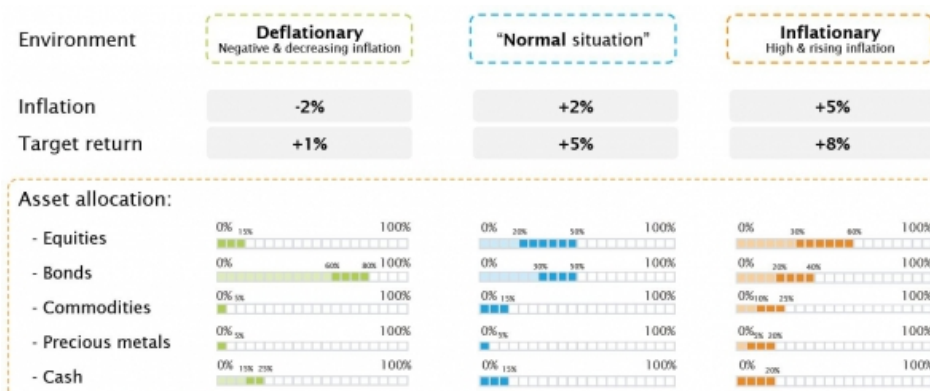 Environment Deflationary "Normal situation" Inflationary
Negative & decreasing inflation High & rising inflation
Inflation -2% +2% +5%
Target return +1% +5% +8%
Asset allocation:
- Equities 0% 15% 100% 0% 20% 50% 100% 0% 30% 60% 100%
- Bonds 0% 60% 80% 100% 0% 30% 50% 100% 0% 20% 40% 100%
- Commodities 0% 5% 100% 0% 15% 100% 0% 10% 25% 100%
- Precious metals 0% 5% 100% 0% 5% 100% 0% 5% 20% 100%
- Cash 0% 15% 25% 100% 0% 15% 100% 0% 20% 100%